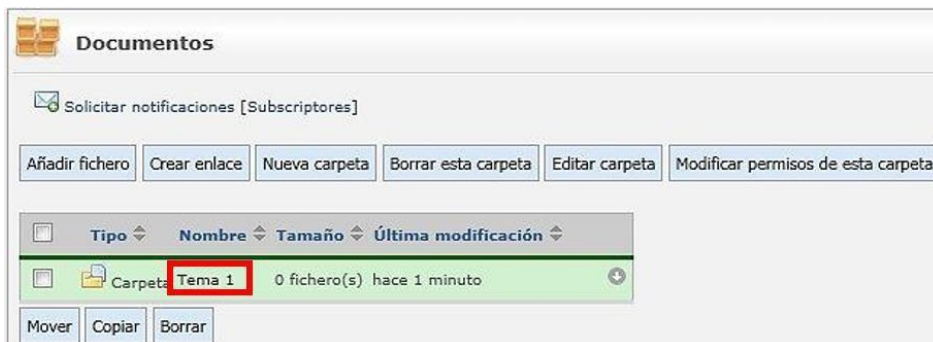 Documentos
Solicitar notificaciones [Subscriptores]
Añadir fichero Crear enlace Nueva carpeta Borrar esta carpeta Editar carpeta Modificar permisos de esta carpeta
Tipo Nombre Tamaño Última modificación
Carpeta Tema 1 0 fichero(s) hace 1 minuto
Mover Copiar Borrar